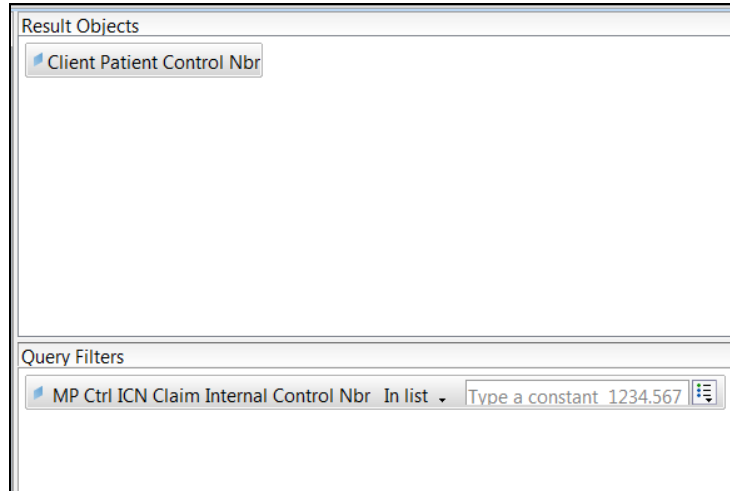 Result Objects
Client Patient Control Nbr
Query Filters
MP Ctrl ICN Claim Internal Control Nbr In list Type a constant 1234.567